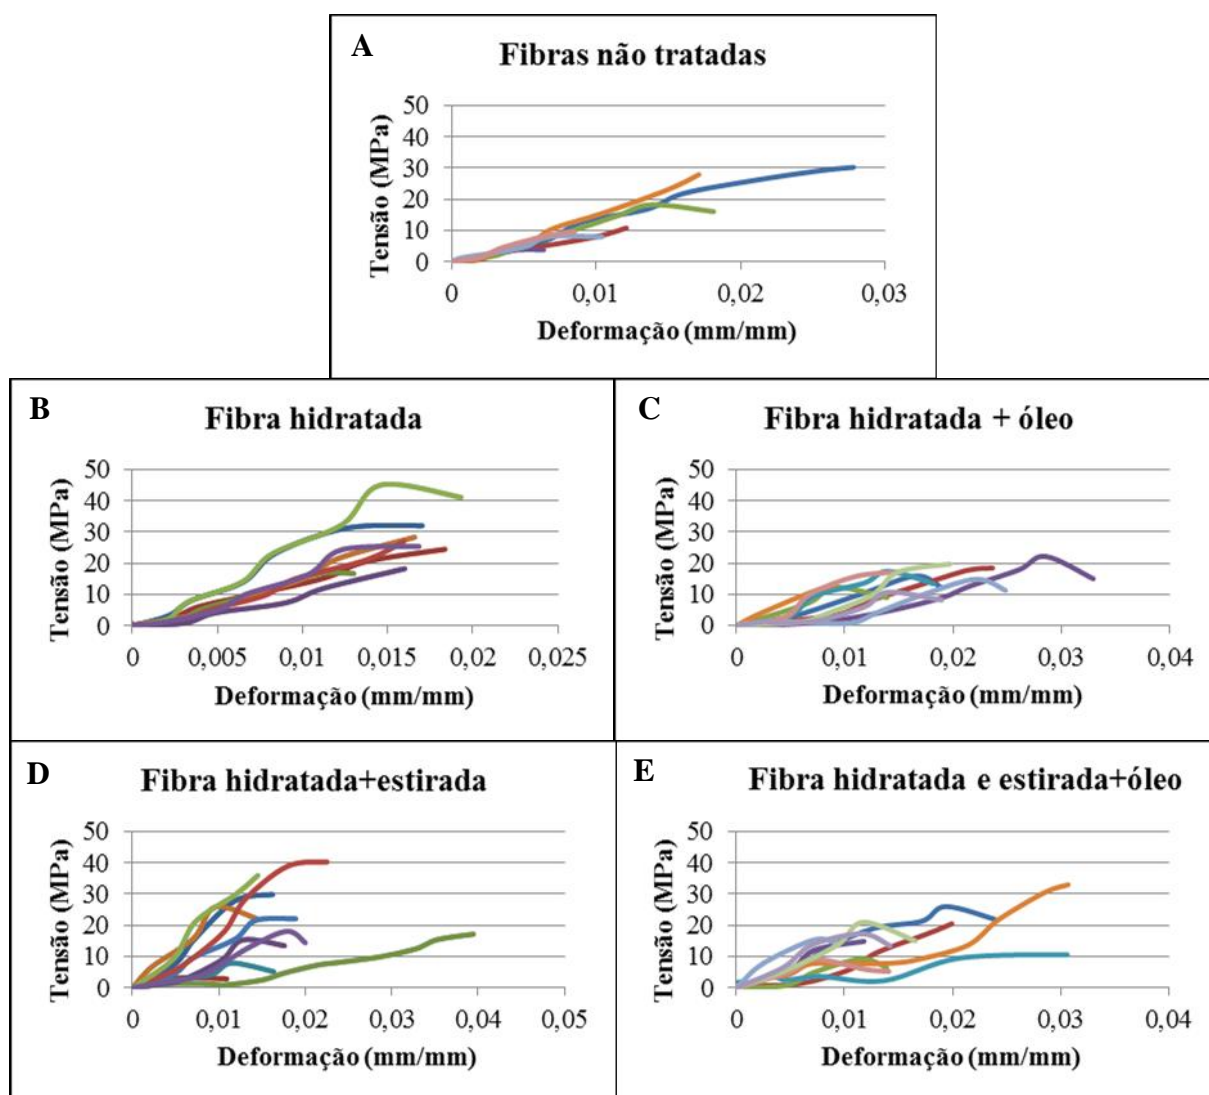 A
Fibras não tratadas
Tensão (MPa)
50
40
30
20
10
0
0 0,01 0,02 0,03
Deformação (mm/mm)
B
Fibra hidratada
Tensão (MPa)
50
40
30
20
10
0
0 0,005 0,01 0,015 0,02 0,025
Deformação (mm/mm)
C
Fibra hidratada + óleo
Tensão (MPa)
50
40
30
20
10
0
0 0,01 0,02 0,03 0,04
Deformação (mm/mm)
D
Fibra hidratada+estirada
Tensão (MPa)
50
40
30
20
10
0
0 0,01 0,02 0,03 0,04 0,05
Deformação (mm/mm)
E
Fibra hidratada e estirada+óleo
Tensão (MPa)
50
40
30
20
10
0
0 0,01 0,02 0,03 0,04
Deformação (mm/mm)